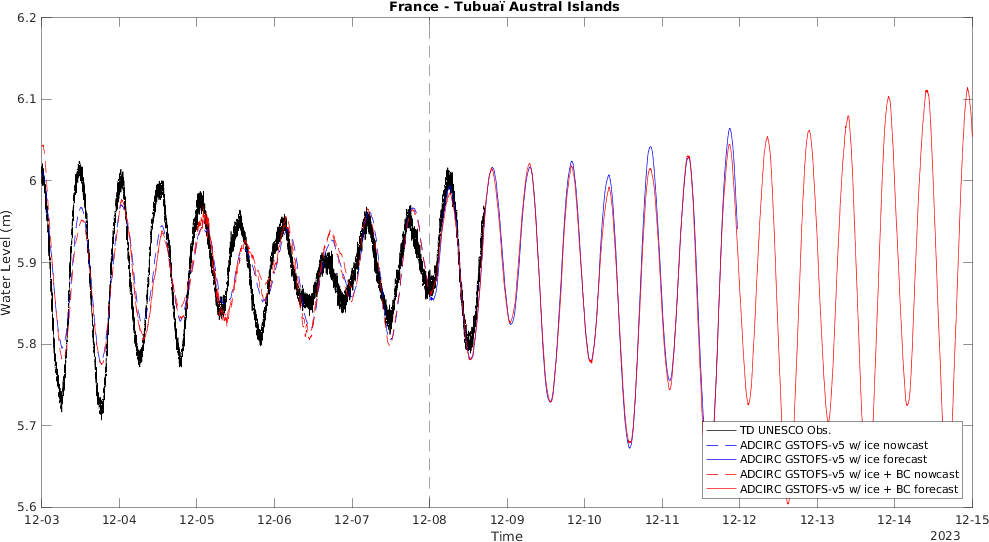 France - Tubuaï Austral Islands
6.2
6.1
6
5.9
5.8
5.7
5.6
Water Level (m)
TD UNESCO Obs.
ADCIRC GSTOFS-v5 w/ ice nowcast
ADCIRC GSTOFS-v5 w/ ice forecast
ADCIRC GSTOFS-v5 w/ ice + BC nowcast
ADCIRC GSTOFS-v5 w/ ice + BC forecast
12-03 12-04 12-05 12-06 12-07 12-08 12-09 12-10 12-11 12-12 12-13 12-14 12-15
Time
2023